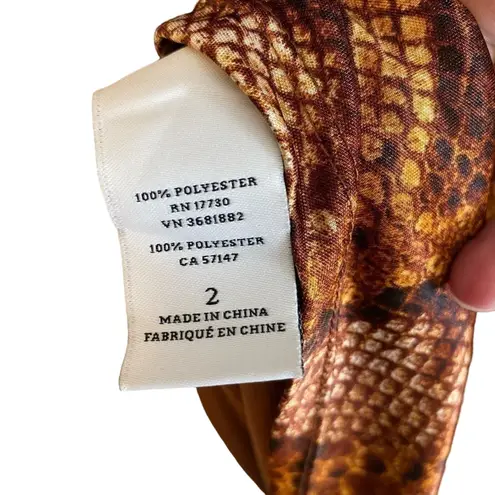 100% POLYESTER
RN 17730
VN 3681882
100% POLYESTER
CA 57147
2
MADE IN CHINA
FABRIQUÉ EN CHINE